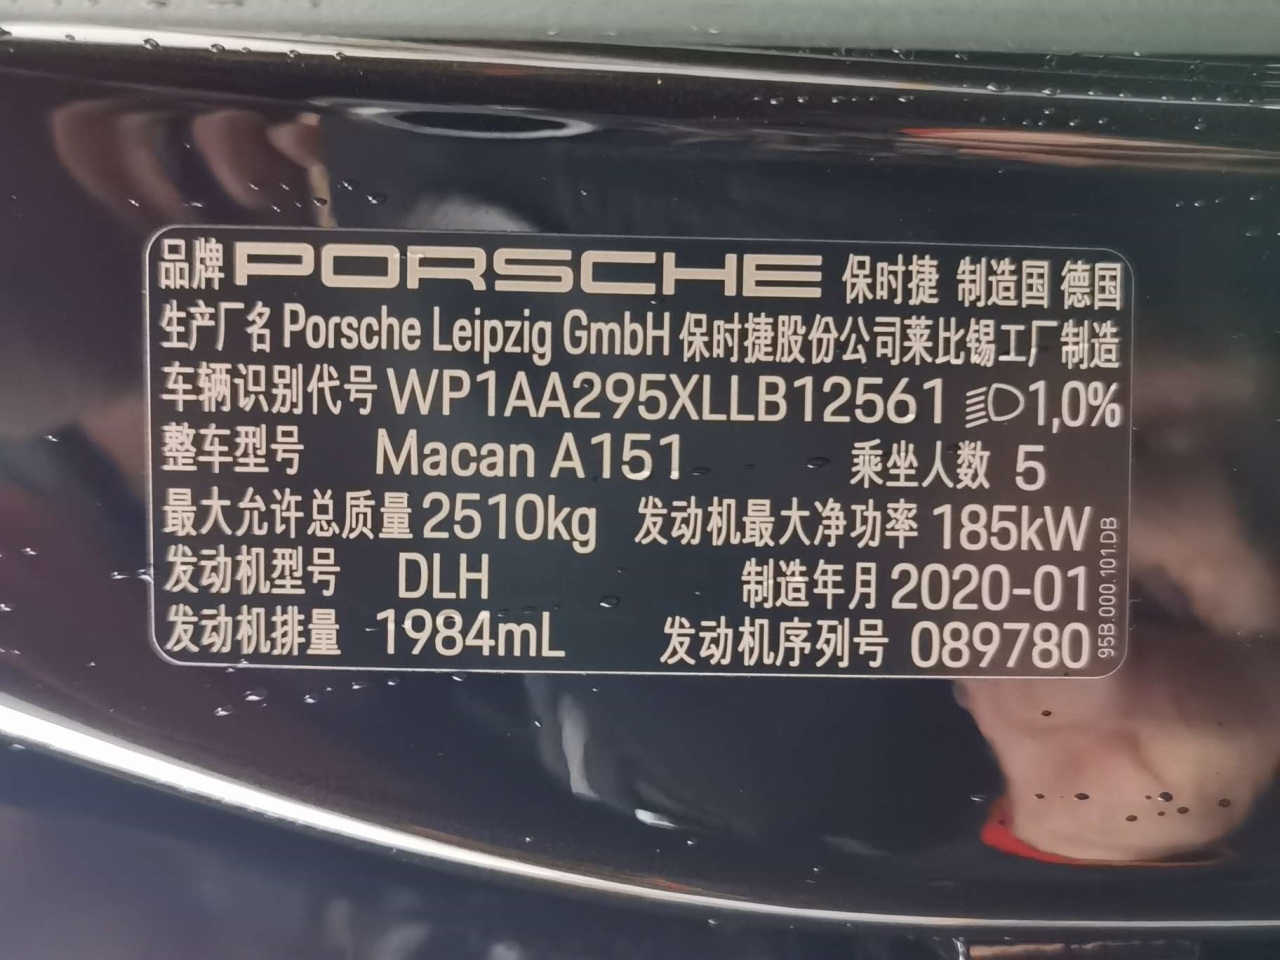 品牌 PORSCHE 保时捷 制造国 德国
生产厂名 Porsche Leipzig GmbH 保时捷股份公司莱比锡工厂制造
车辆识别代号 WP1AA295XLLB12561 1,0%
整车型号 Macan A151 乘坐人数 5
最大允许总质量 2510kg 发动机最大净功率 185kW
发动机型号 DLH 制造年月 2020-01
发动机排量 1984mL 发动机序列号 089780
95B.000.101.DB